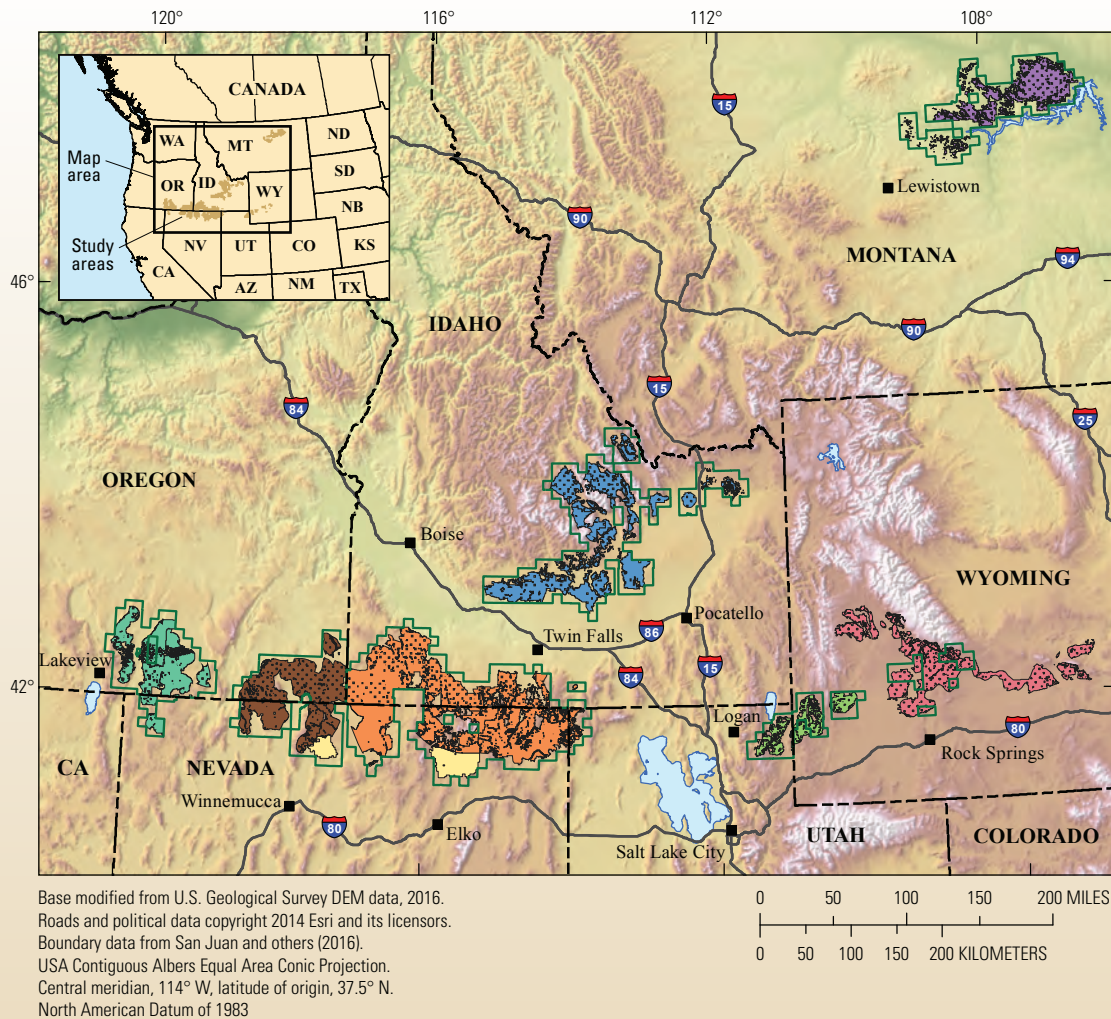 120°
116°
112°
108°
CANADA
WA
MT
ND
Map
area
OR
ID
SD
WY
NB
Study
areas
NV
UT
CO
KS
CA
AZ
NM
TX
15
90
Lewistown
MONTANA
94
46°
IDAHO
90
15
84
25
OREGON
Boise
WYOMING
Pocatello
Twin Falls
86
Lakeview
15
84
42°
Logan
80
CA
NEVADA
Rock Springs
Winnemucca
80
Elko
Salt Lake City
UTAH
COLORADO
Base modified from U.S. Geological Survey DEM data, 2016.
Roads and political data copyright 2014 Esri and its licensors.
Boundary data from San Juan and others (2016).
USA Contiguous Albers Equal Area Conic Projection.
Central meridian, 114° W, latitude of origin, 37.5° N.
North American Datum of 1983
0 50 100 150 200 MILES
0 50 100 150 200 KILOMETERS